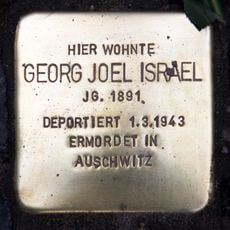 HIER WOHNTE
GEORG JOEL ISRAEL
JG. 1891
DEPORTIERT 1.3.1943
ERMORDET IN
AUSCHWITZ